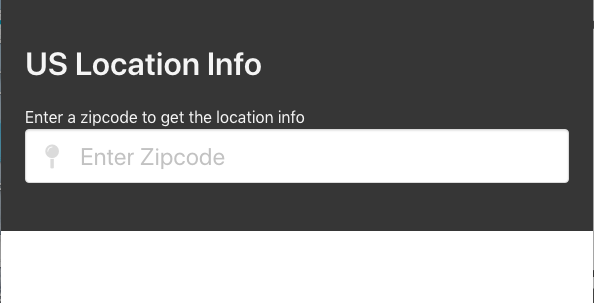 US Location Info
Enter a zipcode to get the location info
Enter Zipcode